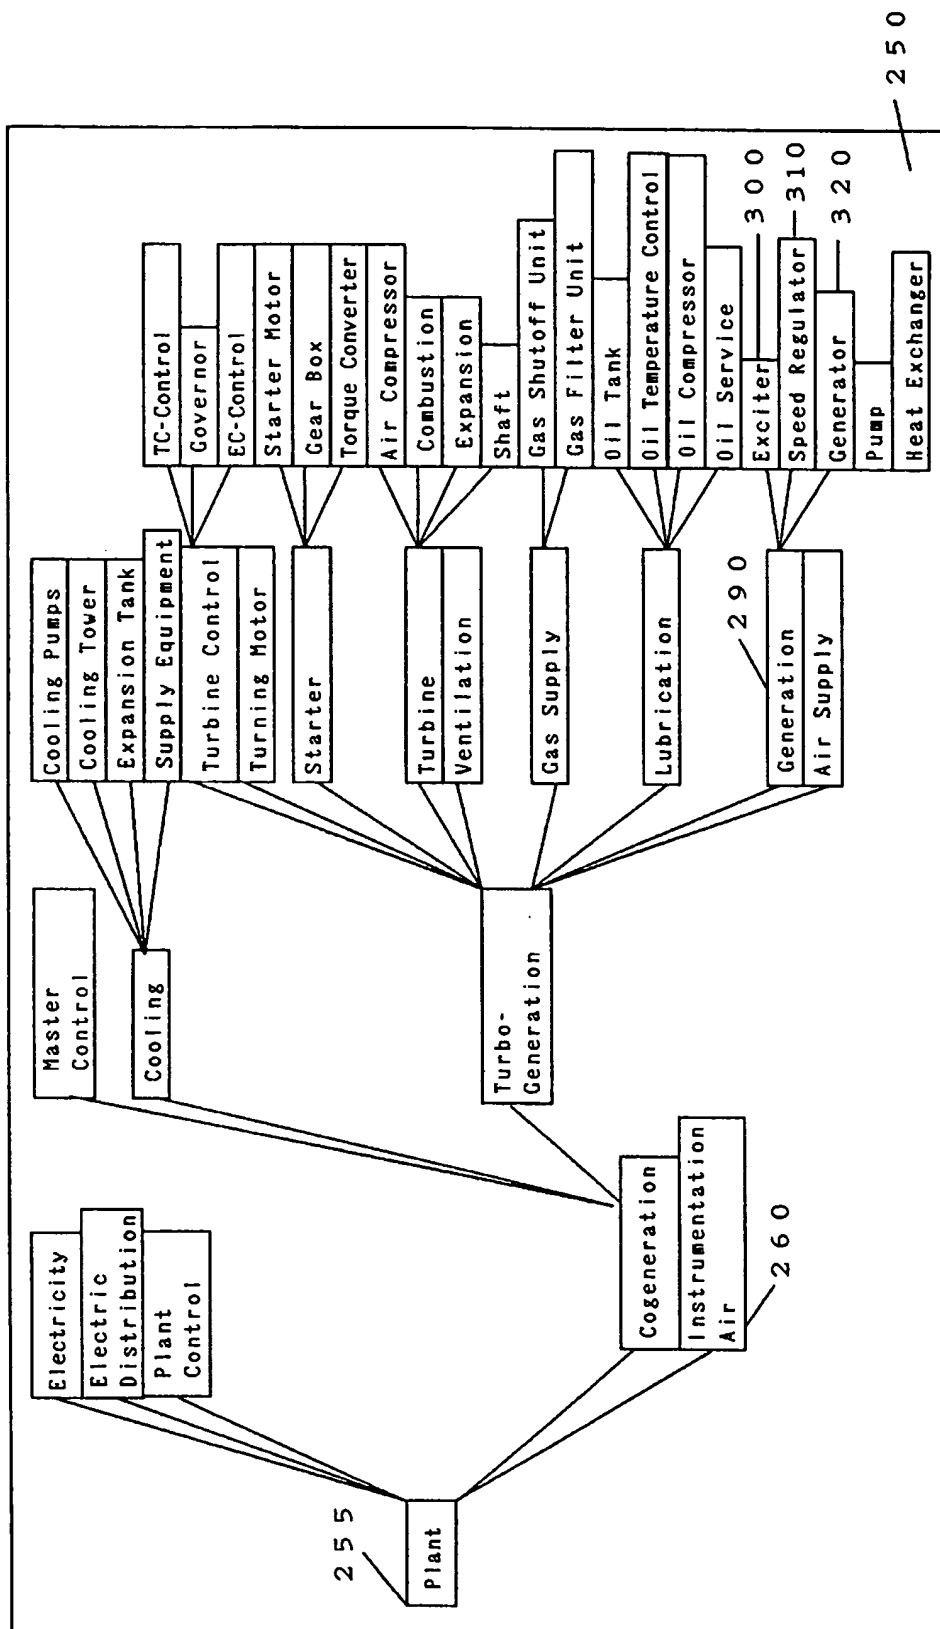 Plant
255
Electricity
Electric
Distribution
Plant
Control
Cogeneration
Instrumentation
Air
260
Master
Control
Cooling
Turbo-
Generation
Cooling Pumps
Cooling Tower
Expansion Tank
Supply Equipment
Turbine Control
Turning Motor
Starter
Turbine
Ventilation
Gas Supply
Lubrication
Generation
Air Supply
290
TC-Control
Governor
EC-Control
Starter Motor
Gear Box
Torque Converter
Air Compressor
Combustion
Expansion
Shaft
Gas Shutoff Unit
Gas Filter Unit
Oil Tank
Oil Temperature Control
Oil Compressor
Oil Service
Exciter
Speed Regulator
Generator
Pump
Heat Exchanger
300
310
320
250